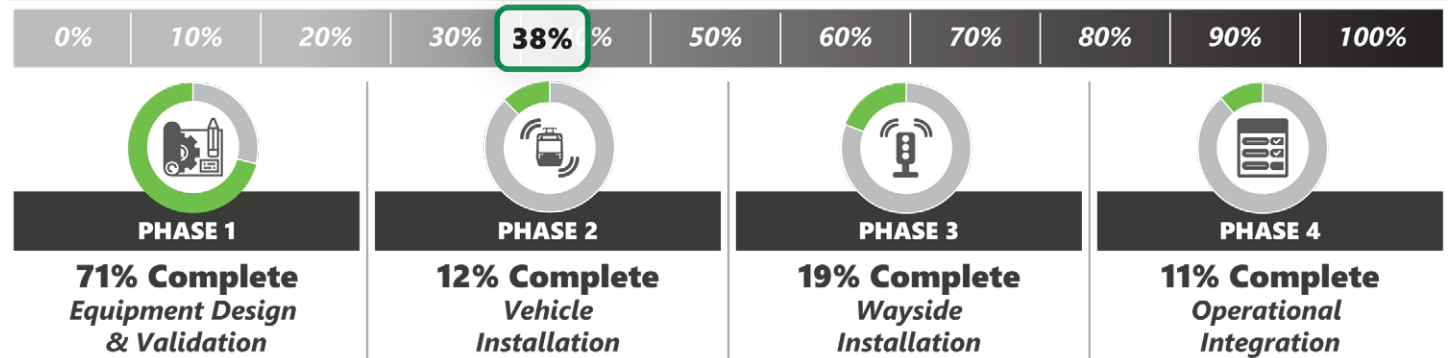 0% 10% 20% 30% 38% % 50% 60% 70% 80% 90% 100%
PHASE 1
71% Complete
Equipment Design
& Validation
PHASE 2
12% Complete
Vehicle
Installation
PHASE 3
19% Complete
Wayside
Installation
PHASE 4
11% Complete
Operational
Integration